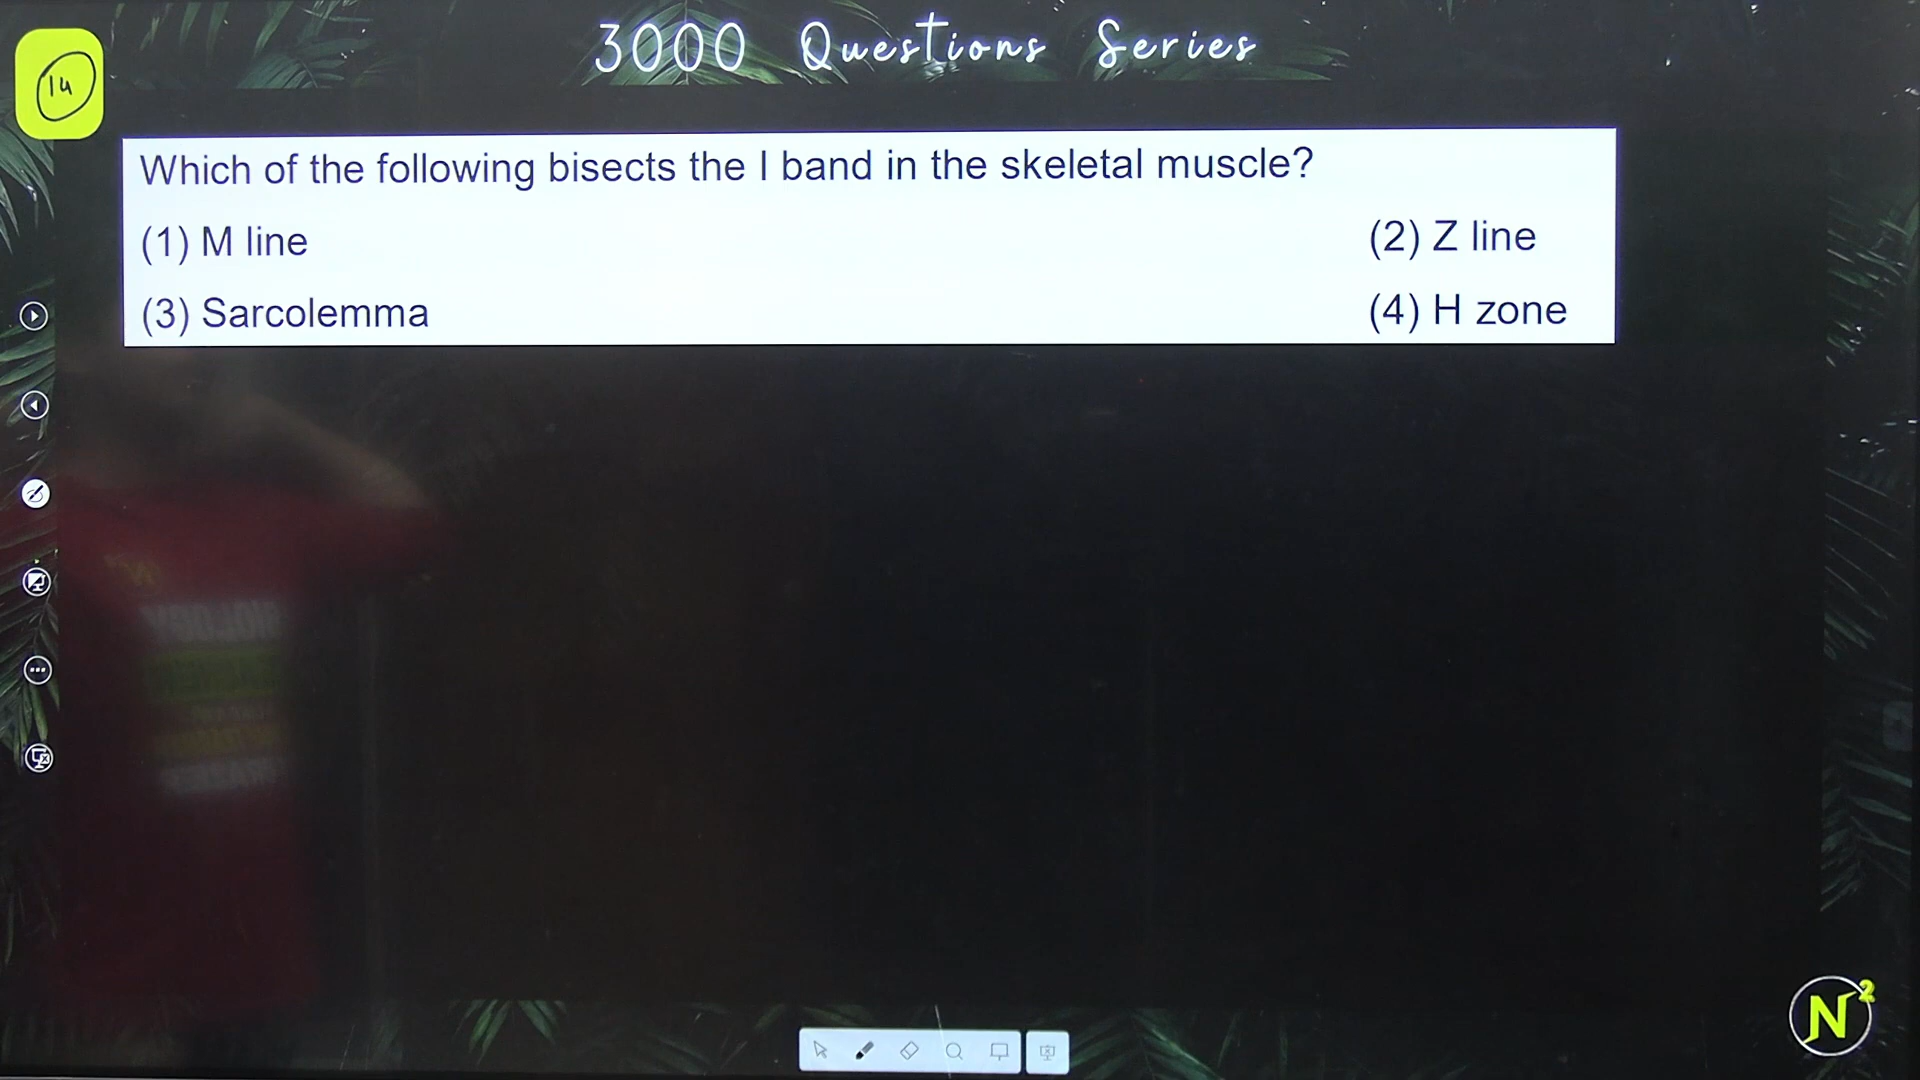 3000 Questions Series
14
Which of the following bisects the I band in the skeletal muscle?
(1) M line (2) Z line
(3) Sarcolemma (4) H zone
N²